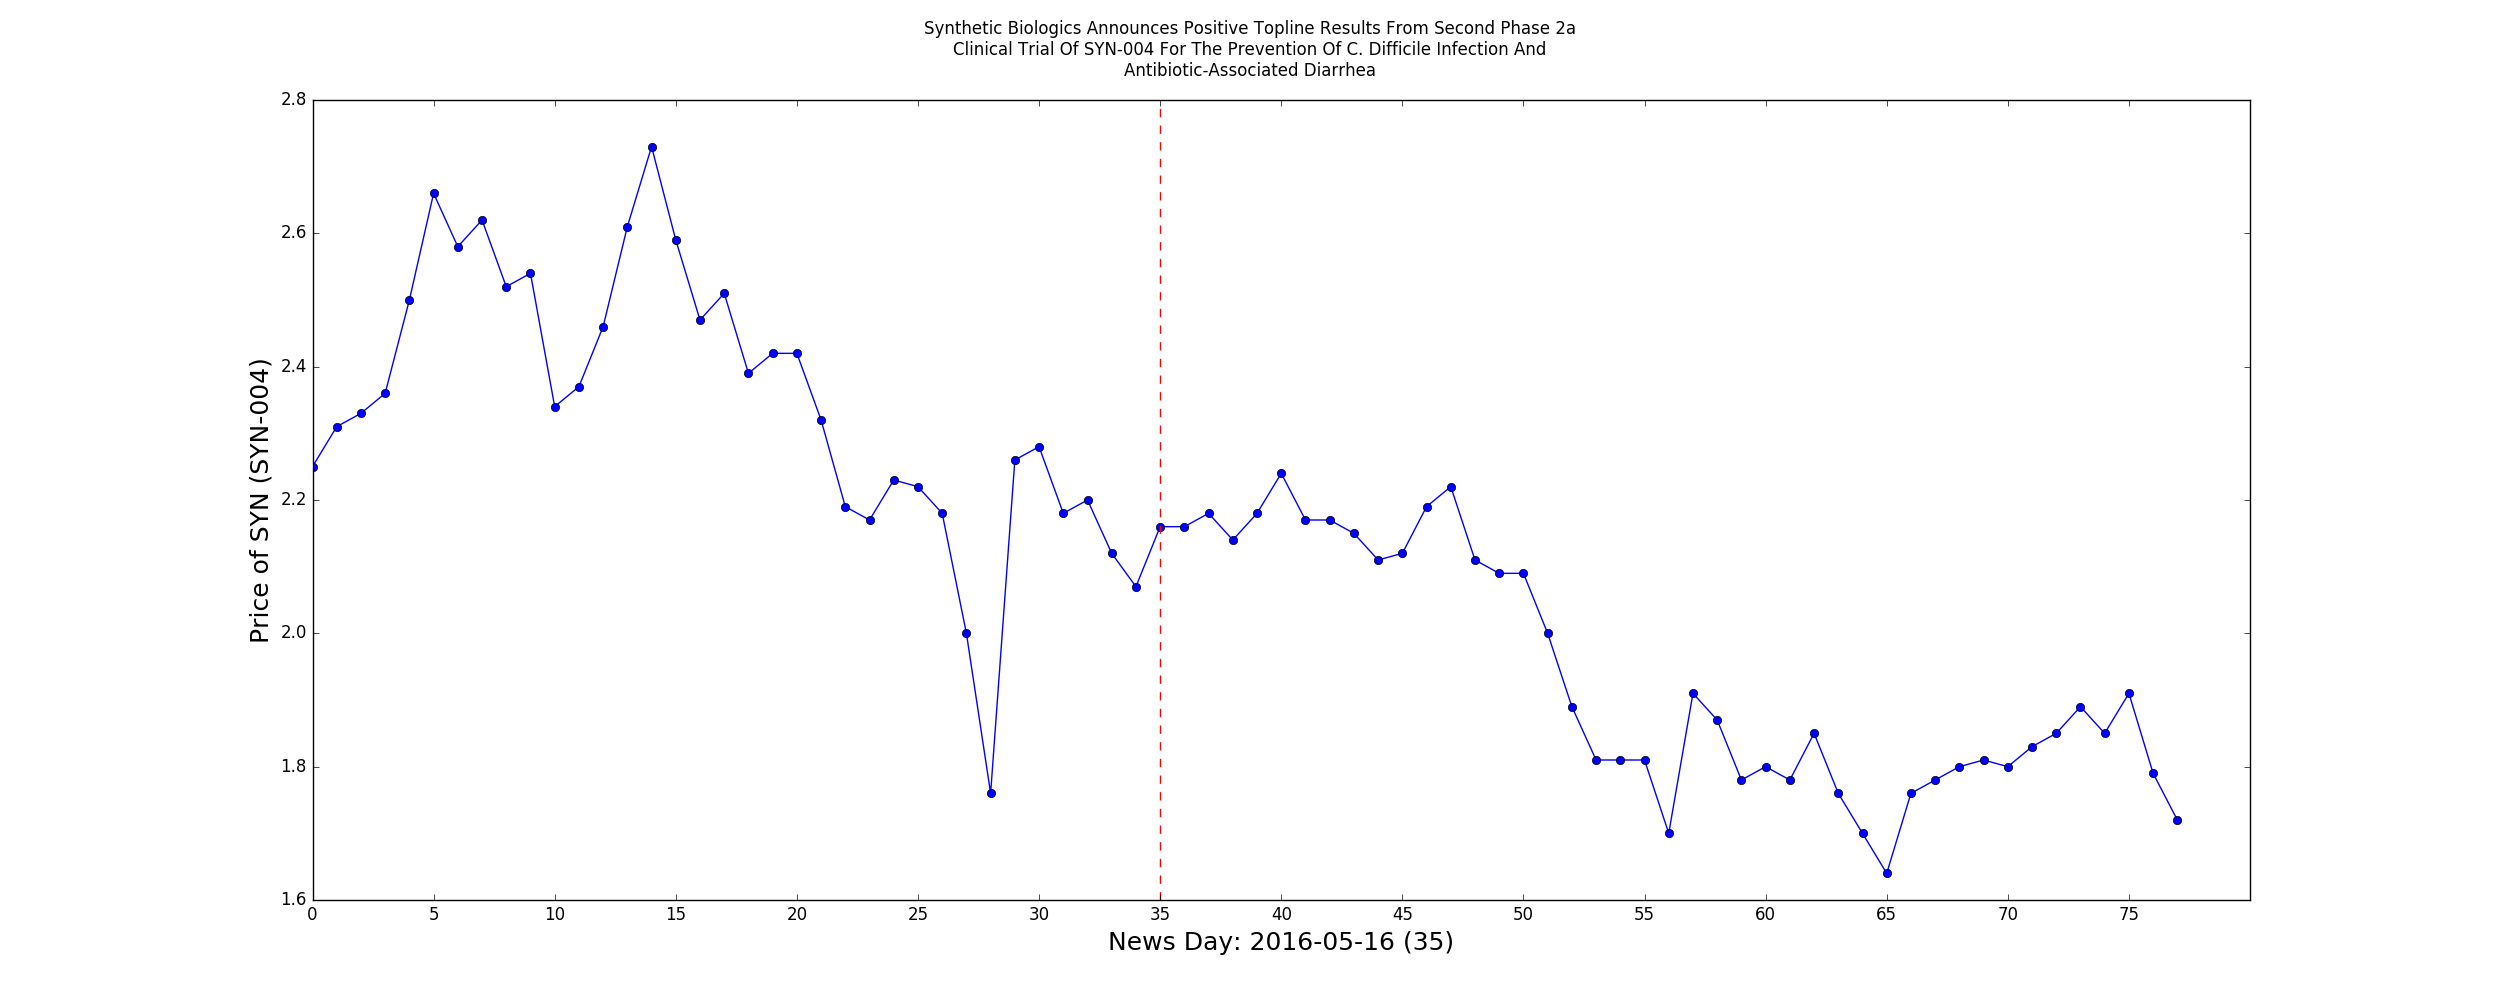 Synthetic Biologics Announces Positive Topline Results From Second Phase 2a
Clinical Trial Of SYN-004 For The Prevention Of C. Difficile Infection And
Antibiotic-Associated Diarrhea
Price of SYN (SYN-004)
2.8
2.6
2.4
2.2
2.0
1.8
1.6
0 5 10 15 20 25 30 35 40 45 50 55 60 65 70 75
News Day: 2016-05-16 (35)